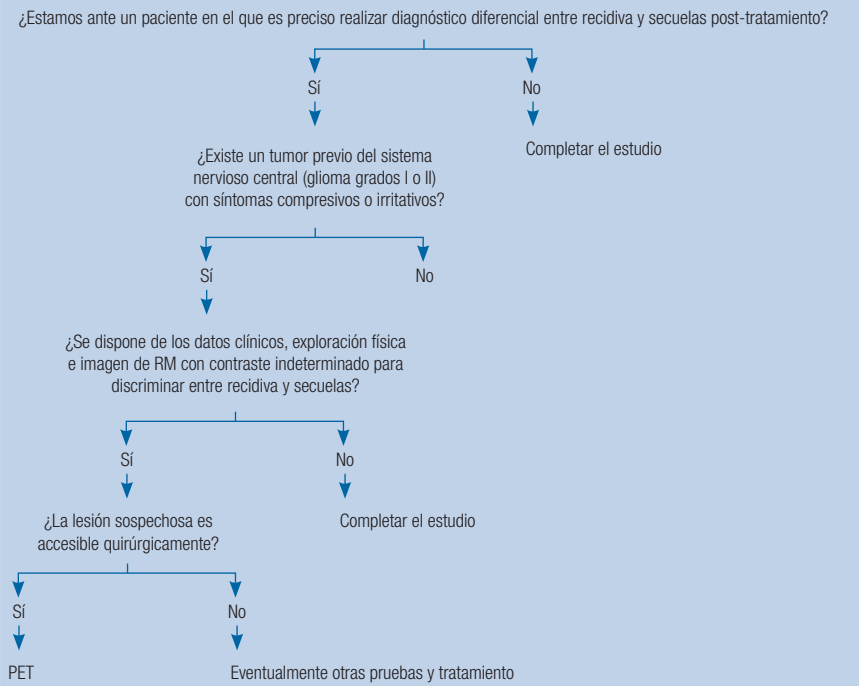 ¿Estamos ante un paciente en el que es preciso realizar diagnóstico diferencial entre recidiva y secuelas post-tratamiento?
Sí
No
¿Existe un tumor previo del sistema
nervioso central (glioma grados I o II)
con síntomas compresivos o irritativos?
Completar el estudio
Sí
No
¿Se dispone de los datos clínicos, exploración física
e imagen de RM con contraste indeterminado para
discriminar entre recidiva y secuelas?
Sí
No
¿La lesión sospechosa es
accesible quirúrgicamente?
Completar el estudio
Sí
No
PET
Eventualmente otras pruebas y tratamiento